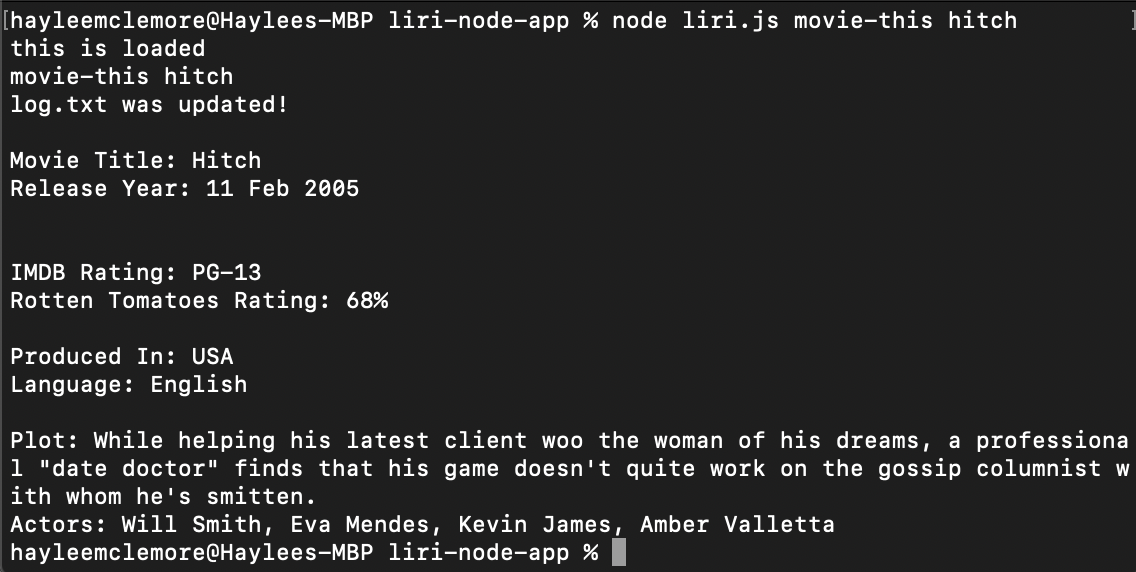 [hayleemclemore@Haylees-MBP liri-node-app % node liri.js movie-this hitch ]
this is loaded
movie-this hitch
log.txt was updated!
Movie Title: Hitch
Release Year: 11 Feb 2005
IMDB Rating: PG-13
Rotten Tomatoes Rating: 68%
Produced In: USA
Language: English
Plot: While helping his latest client woo the woman of his dreams, a professiona
l "date doctor" finds that his game doesn't quite work on the gossip columnist w
ith whom he's smitten.
Actors: Will Smith, Eva Mendes, Kevin James, Amber Valletta
hayleemclemore@Haylees-MBP liri-node-app %